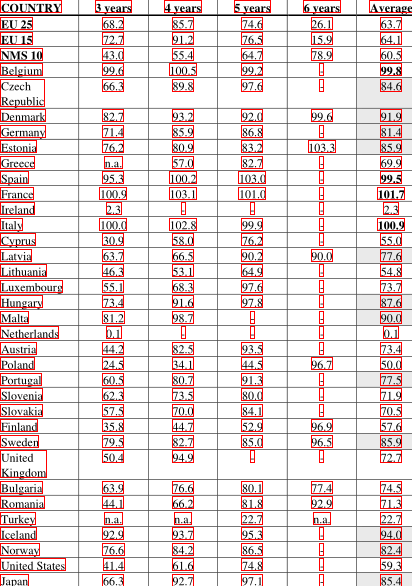 COUNTRY 3 years 4 years 5 years 6 years Average
EU 25 68.2 85.7 74.6 26.1 63.7
EU 15 72.7 91.2 76.5 15.9 64.1
NMS 10 43.0 55.4 64.7 78.9 60.5
Belgium 99.6 100.5 99.2 - 99.8
Czech 66.3 89.8 97.6 - 84.6
Republic
Denmark 82.7 93.2 92.0 99.6 91.9
Germany 71.4 85.9 86.8 - 81.4
Estonia 76.2 80.9 83.2 103.3 85.9
Greece n.a. 57.0 82.7 - 69.9
Spain 95.3 100.2 103.0 - 99.5
France 100.9 103.1 101.0 - 101.7
Ireland 2.3 - - - 2.3
Italy 100.0 102.8 99.9 - 100.9
Cyprus 30.9 58.0 76.2 - 55.0
Latvia 63.7 66.5 90.2 90.0 77.6
Lithuania 46.3 53.1 64.9 - 54.8
Luxembourg 55.1 68.3 97.6 - 73.7
Hungary 73.4 91.6 97.8 - 87.6
Malta 81.2 98.7 - - 90.0
Netherlands 0.1 - - - 0.1
Austria 44.2 82.5 93.5 - 73.4
Poland 24.5 34.1 44.5 96.7 50.0
Portugal 60.5 80.7 91.3 - 77.5
Slovenia 62.3 73.5 80.0 - 71.9
Slovakia 57.5 70.0 84.1 - 70.5
Finland 35.8 44.7 52.9 96.9 57.6
Sweden 79.5 82.7 85.0 96.5 85.9
United 50.4 94.9 - - 72.7
Kingdom
Bulgaria 63.9 76.6 80.1 77.4 74.5
Romania 44.1 66.2 81.8 92.9 71.3
Turkey n.a. n.a. 22.7 n.a. 22.7
Iceland 92.9 93.7 95.3 - 94.0
Norway 76.6 84.2 86.5 - 82.4
United States 41.4 61.6 74.8 - 59.3
Japan 66.3 92.7 97.1 - 85.4